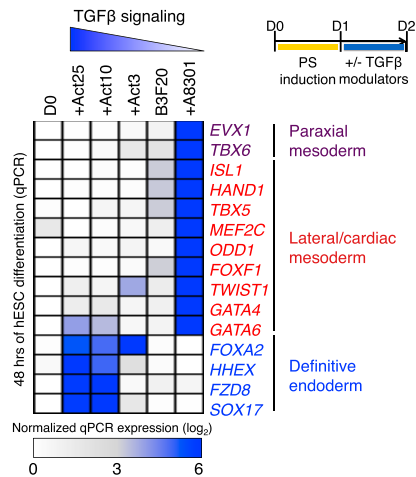 TGFβ signaling
D0
+Act25
+Act10
+Act3
B3F20
+A8301
D0 D1 D2
PS induction
+/- TGFβ modulators
48 hrs of hESC differentiation (qPCR)
EVX1
TBX6
ISL1
HAND1
TBX5
MEF2C
ODD1
FOXF1
TWIST1
GATA4
GATA6
FOXA2
HHEX
FZD8
SOX17
Paraxial
mesoderm
Lateral/cardiac
mesoderm
Definitive
endoderm
Normalized qPCR expression (log2)
0 3 6